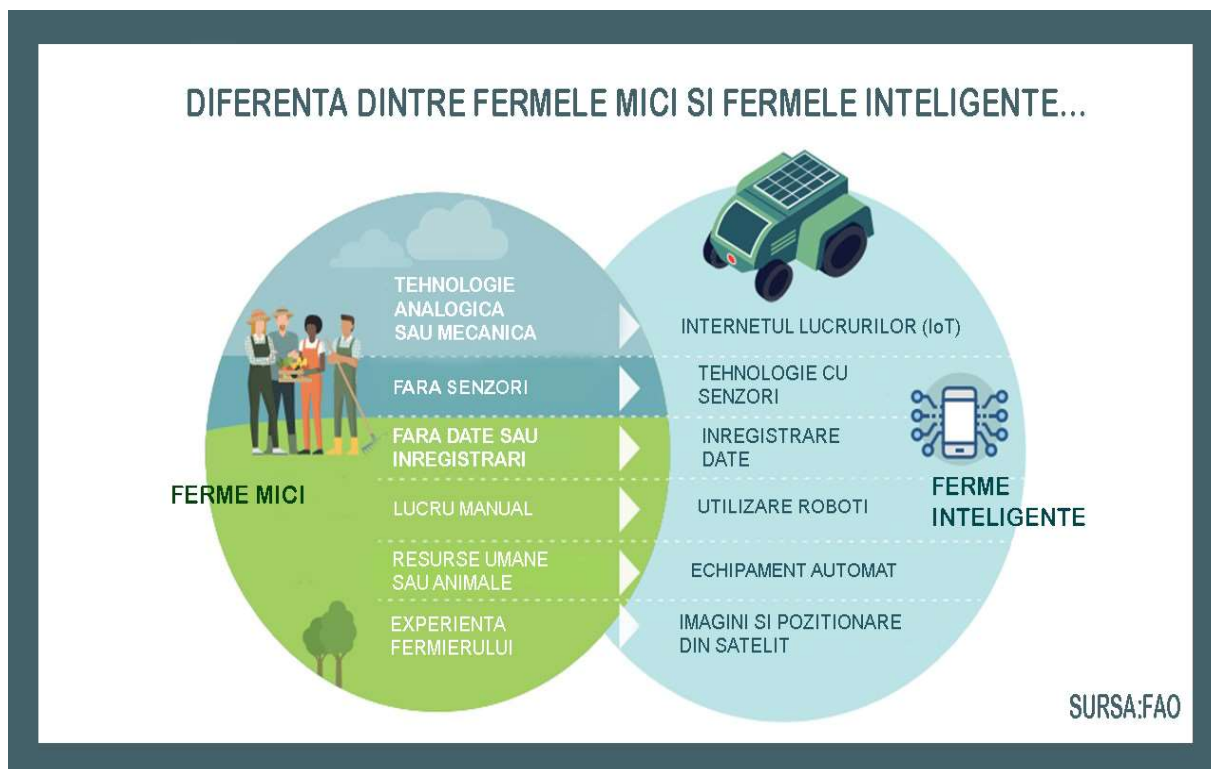 DIFERENTA DINTRE FERMELE MICI SI FERMELE INTELIGENTE...
TEHNOLOGIE
ANALOGICA
SAU MECANICA
INTERNETUL LUCRURILOR (IoT)
FARA SENZORI
TEHNOLOGIE CU
SENZORI
FARA DATE SAU
INREGISTRARI
INREGISTRARE
DATE
FERME MICI
FERME
INTELIGENTE
LUCRU MANUAL
UTILIZARE ROBOTI
RESURSE UMANE
SAU ANIMALE
ECHIPAMENT AUTOMAT
EXPERIENTA
FERMIERULUI
IMAGINI SI POZITIONARE
DIN SATELIT
SURSA:FAO